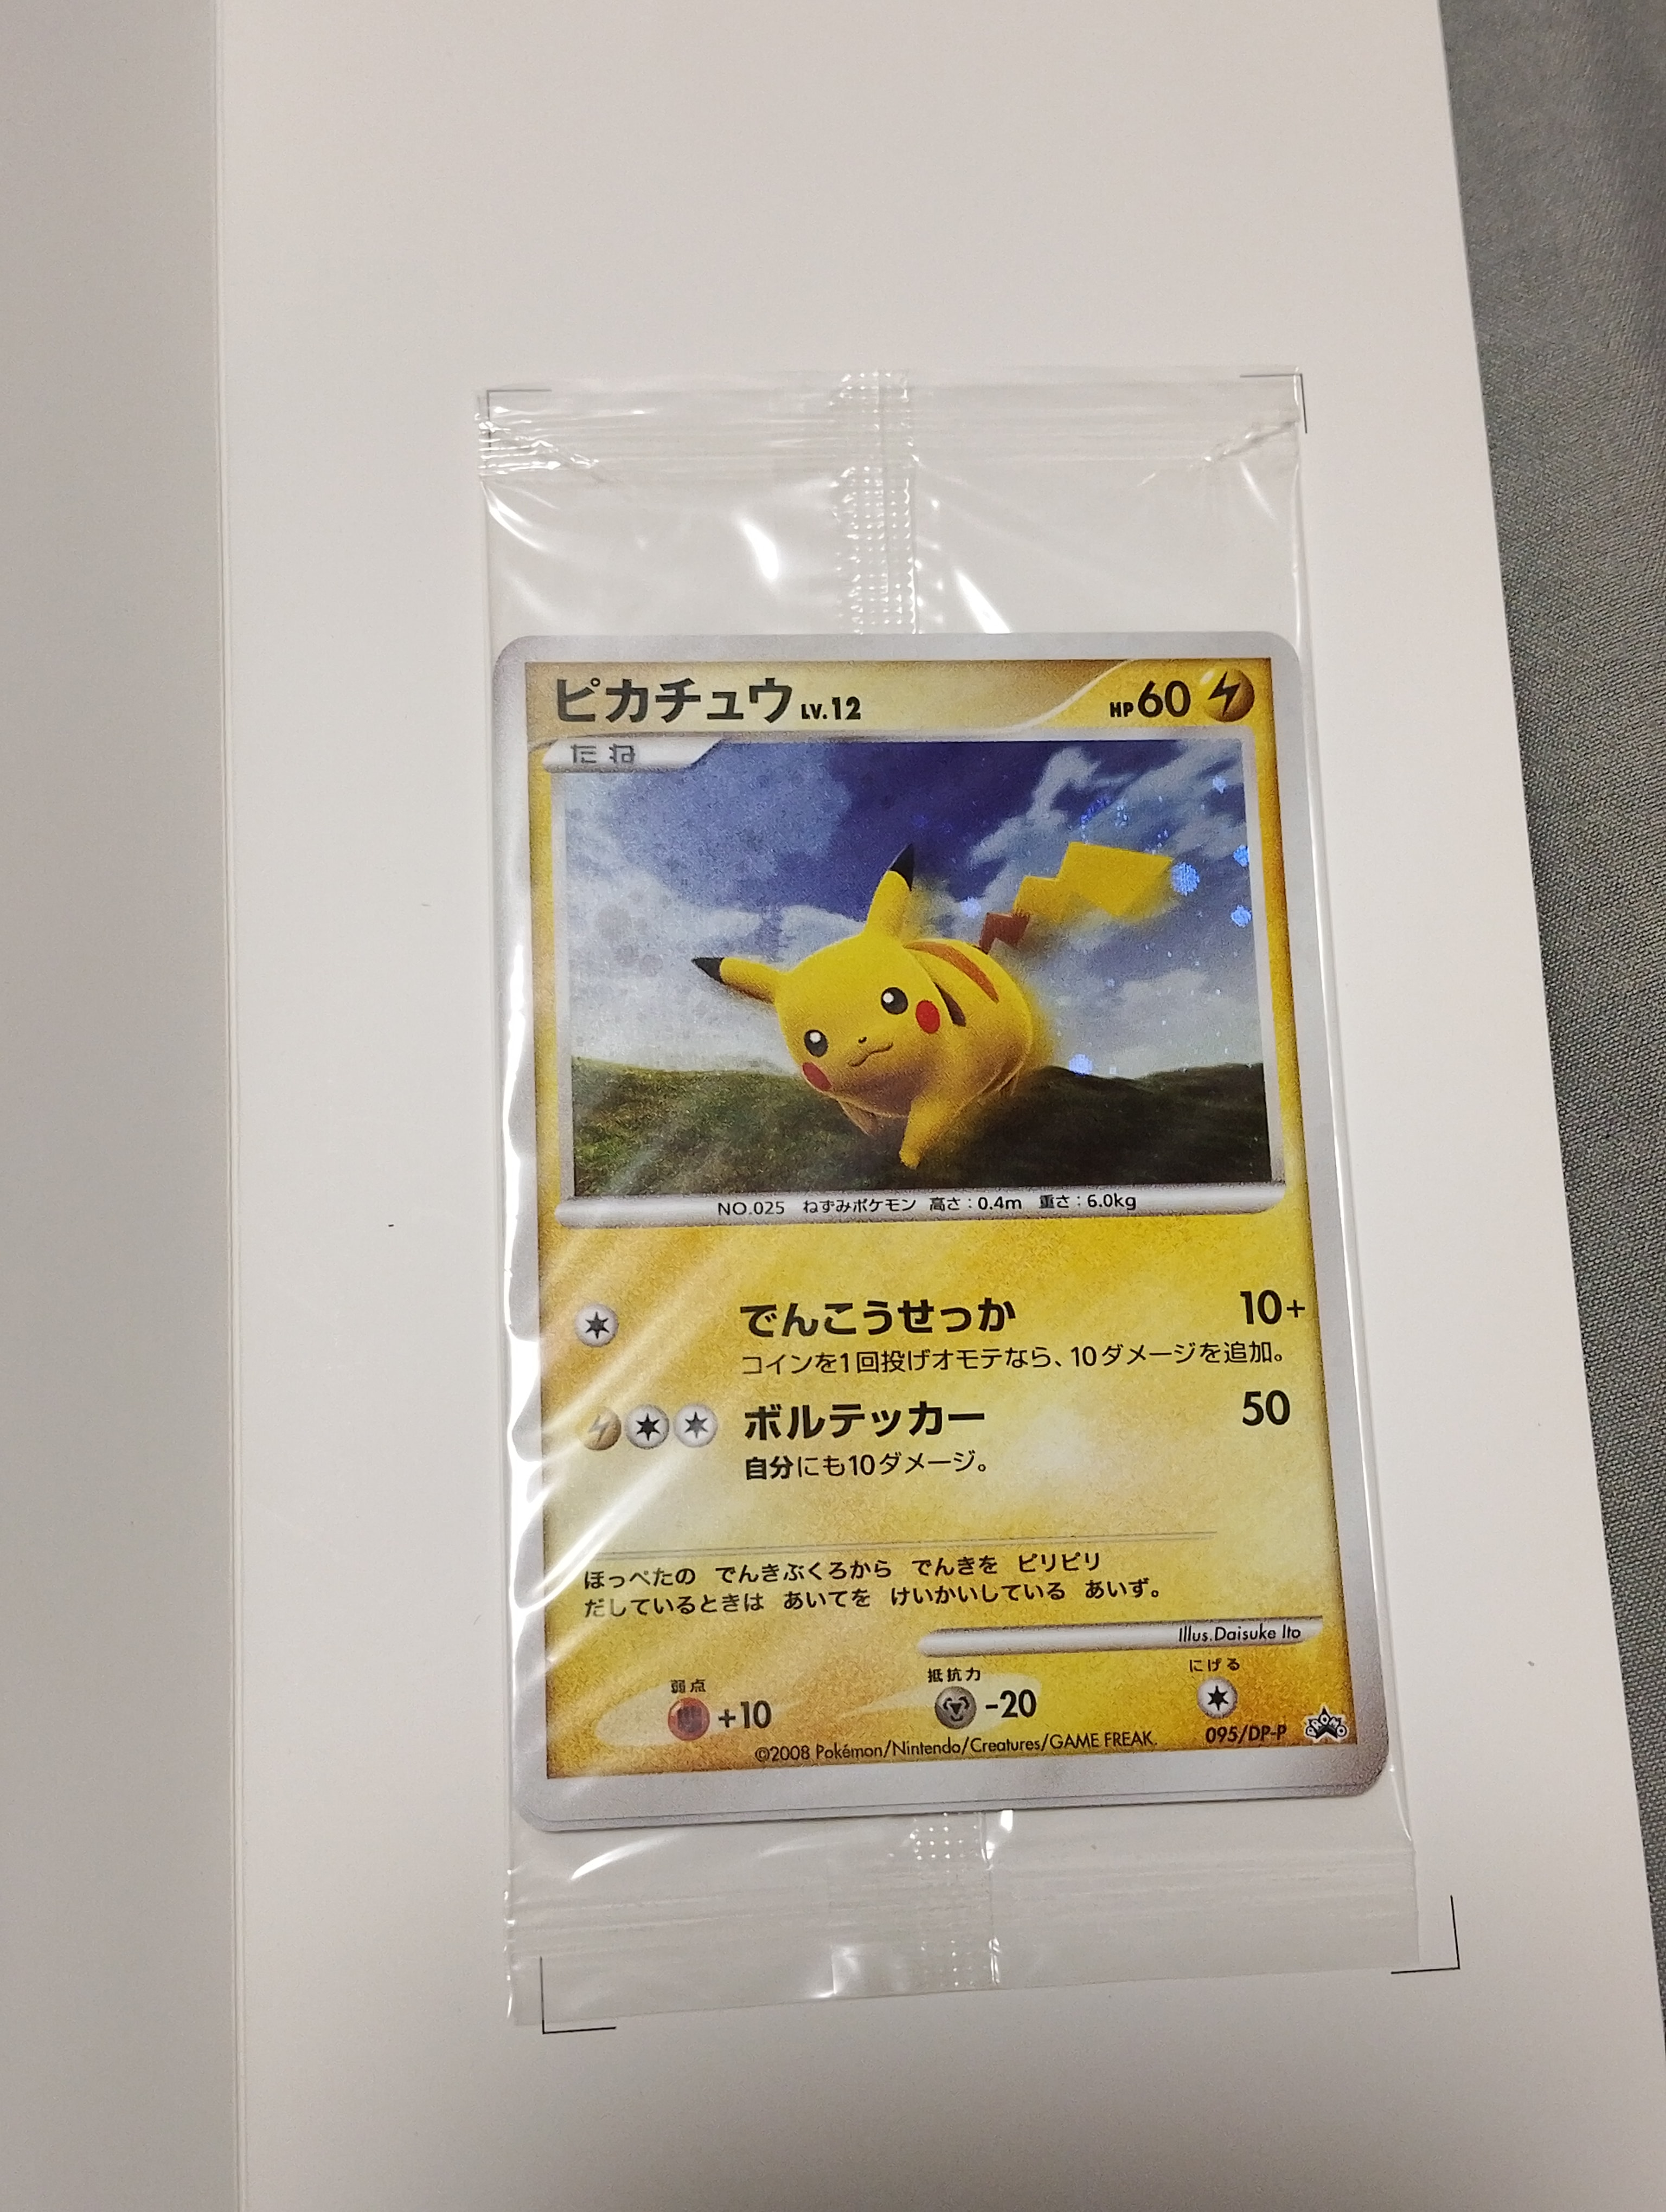 ピカチュウ LV.12 HP60
たね
NO.025 ねずみポケモン 高さ:0.4m 重さ:6.0kg
でんこうせっか 10+
コインを1回投げオモテなら、10ダメージを追加。
ボルテッカー 50
自分にも10ダメージ。
ほっぺたの でんきぶくろから でんきを ピリピリ
だしているときは あいてを けいかいしている あいず。
Illus.Daisuke Ito
弱点 抵抗力 にげる
+10 -20
©2008 Pokémon/Nintendo/Creatures/GAME FREAK. 095/DP-P PROMO